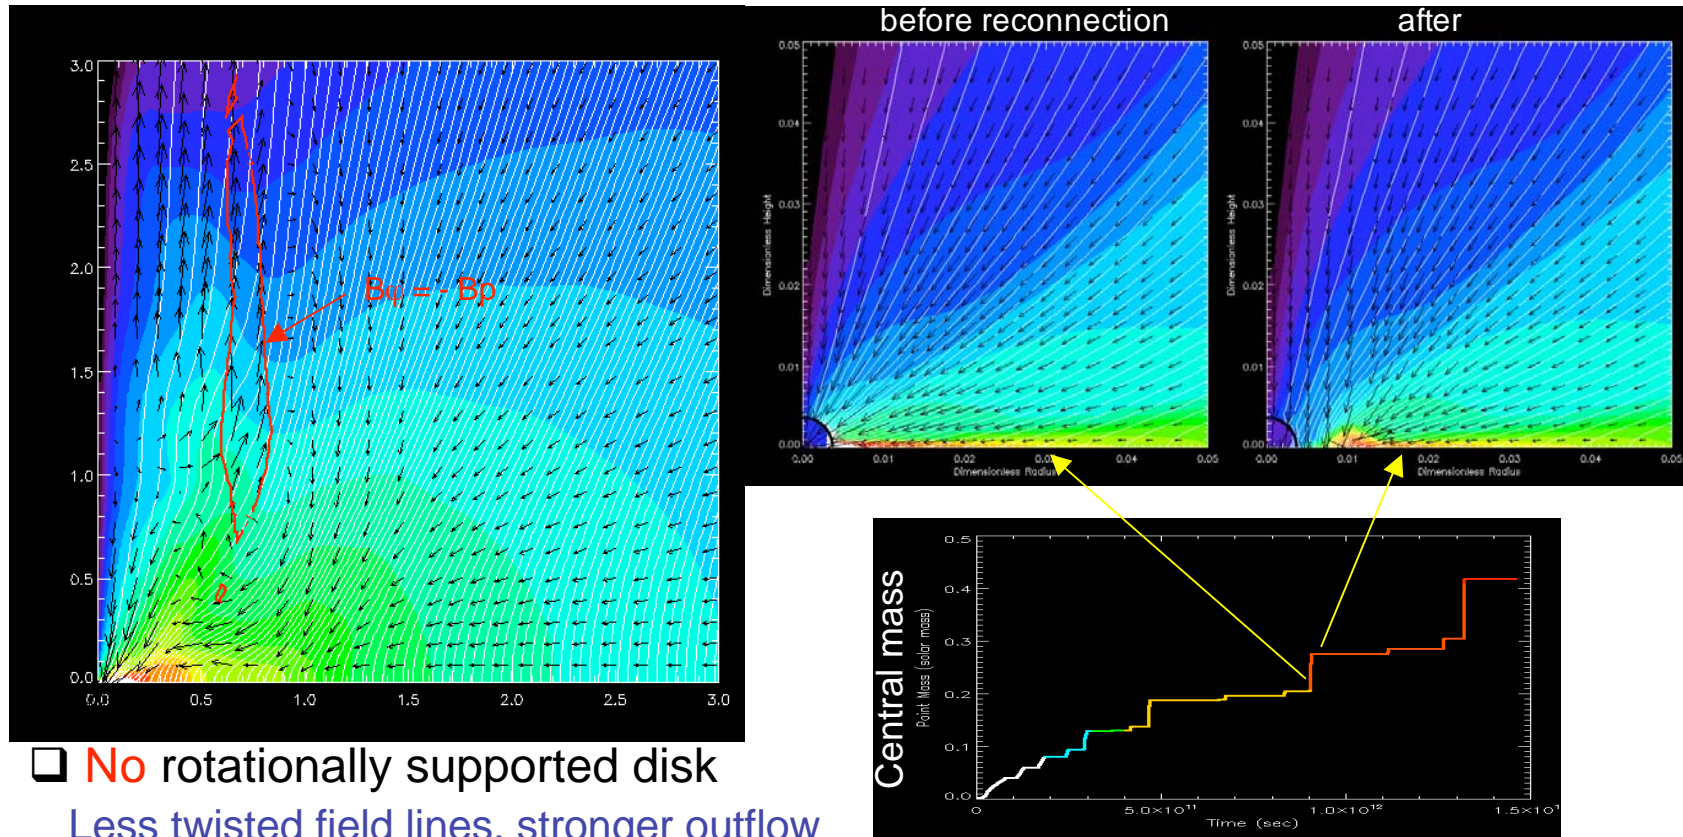 before reconnection
after
3.0
2.5
2.0
1.5
1.0
0.5
0.0
0.0 0.5 1.0 1.5 2.0 2.5 3.0
Bφ = - Bp
0.05
0.04
0.03
0.02
0.01
0.00
Dimensionless Height
0.00 0.01 0.02 0.03 0.04 0.05
Dimensionless Radius
0.05
0.04
0.03
0.02
0.01
0.00
Dimensionless Height
0.00 0.01 0.02 0.03 0.04 0.05
Dimensionless Radius
Central mass
Point Mass (solar mass)
0.5
0.4
0.3
0.2
0.1
0.0
0 5.0×10¹¹ 1.0×10¹² 1.5×10¹
Time (sec)
❑ No rotationally supported disk
Less twisted field lines, stronger outflow